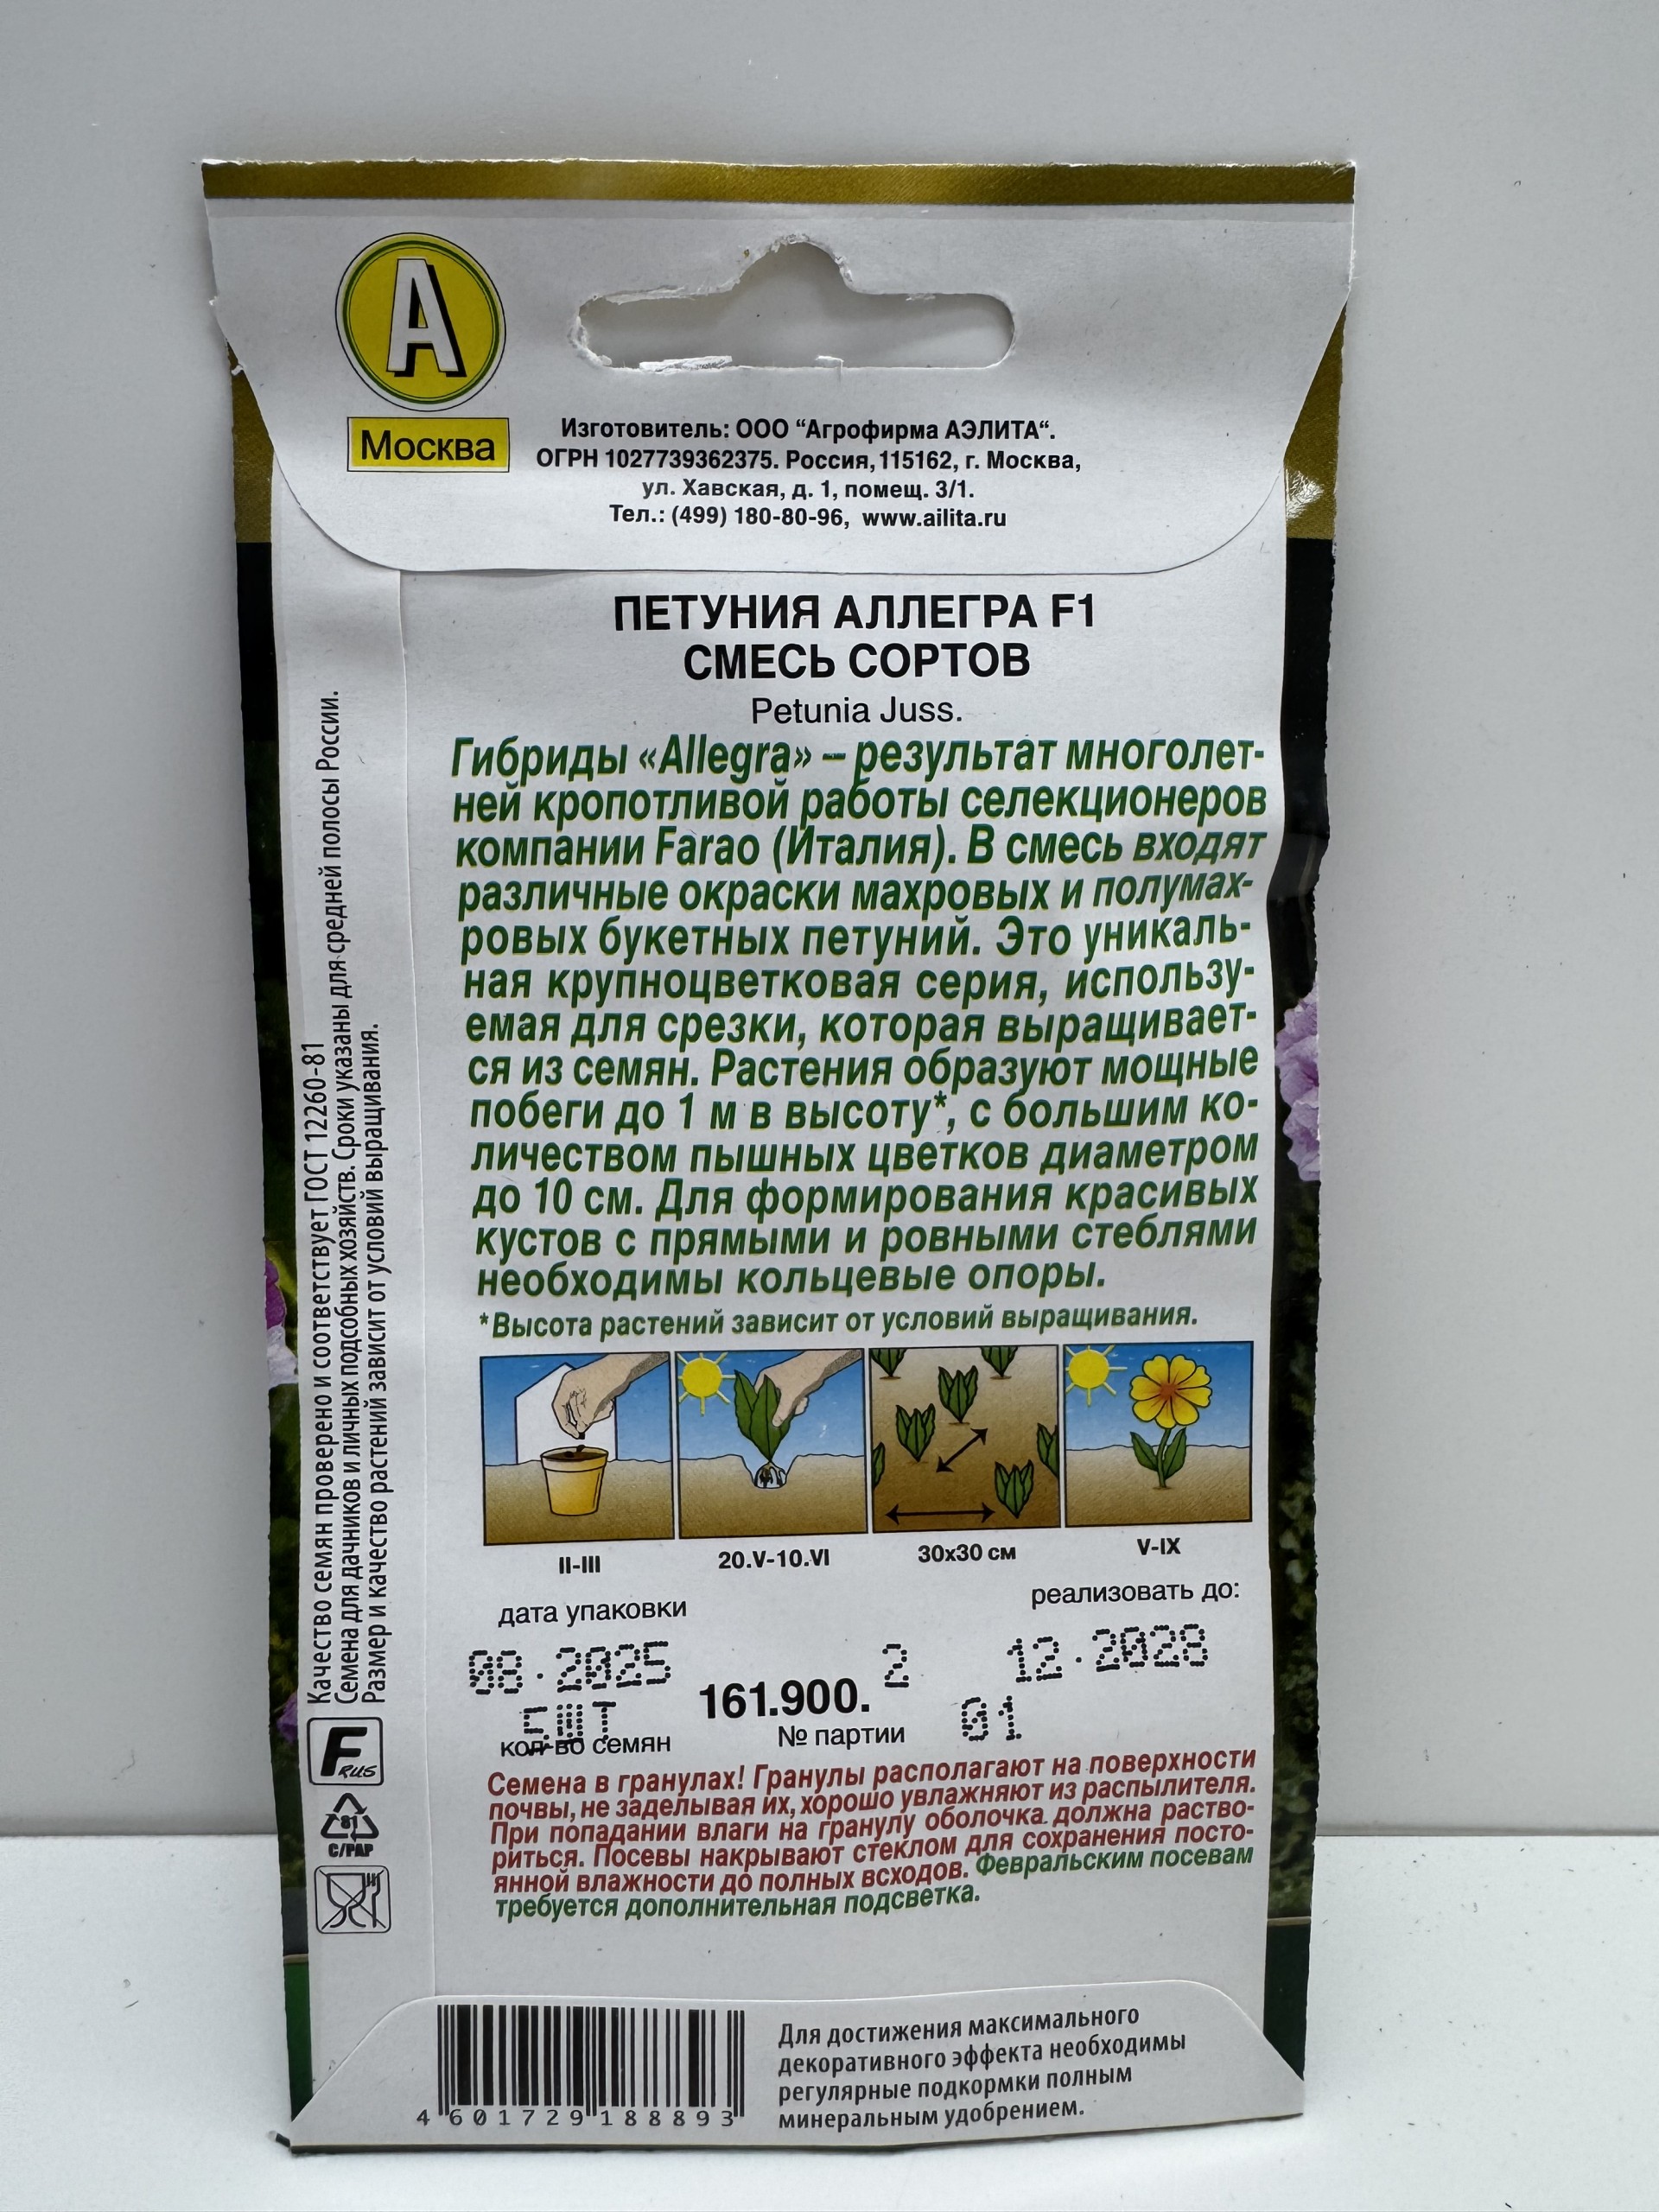 А
Москва
Изготовитель: ООО “Агрофирма АЭЛИТА“.
ОГРН 1027739362375. Россия, 115162, г. Москва,
ул. Хавская, д. 1, помещ. 3/1.
Тел.: (499) 180-80-96, www.ailita.ru
ПЕТУНИЯ АЛЛЕГРА F1
СМЕСЬ СОРТОВ
Petunia Juss.
Гибриды «Allegra» – результат многолет-
ней кропотливой работы селекционеров
компании Farao (Италия). В смесь входят
различные окраски махровых и полумах-
ровых букетных петуний. Это уникаль-
ная крупноцветковая серия, использу-
емая для срезки, которая выращивает-
ся из семян. Растения образуют мощные
побеги до 1 м в высоту*, с большим ко-
личеством пышных цветков диаметром
до 10 см. Для формирования красивых
кустов с прямыми и ровными стеблями
необходимы кольцевые опоры.
*Высота растений зависит от условий выращивания.
II-III
20.V-10.VI
30х30 см
V-IX
дата упаковки
реализовать до:
08.2025
161.900.
2
12.2028
5ШТ
01
кол-во семян
№ партии
Семена в гранулах! Гранулы располагают на поверхности
почвы, не заделывая их, хорошо увлажняют из распылителя.
При попадании влаги на гранулу оболочка должна раство-
риться. Посевы накрывают стеклом для сохранения посто-
янной влажности до полных всходов. Февральским посевам
требуется дополнительная подсветка.
Качество семян проверено и соответствует ГОСТ 12260-81
Семена для дачников и личных подсобных хозяйств. Сроки указаны для средней полосы России.
Размер и качество растений зависит от условий выращивания.
F
RUS
81
C/PAP
4 601729 188893
Для достижения максимального
декоративного эффекта необходимы
регулярные подкормки полным
минеральным удобрением.